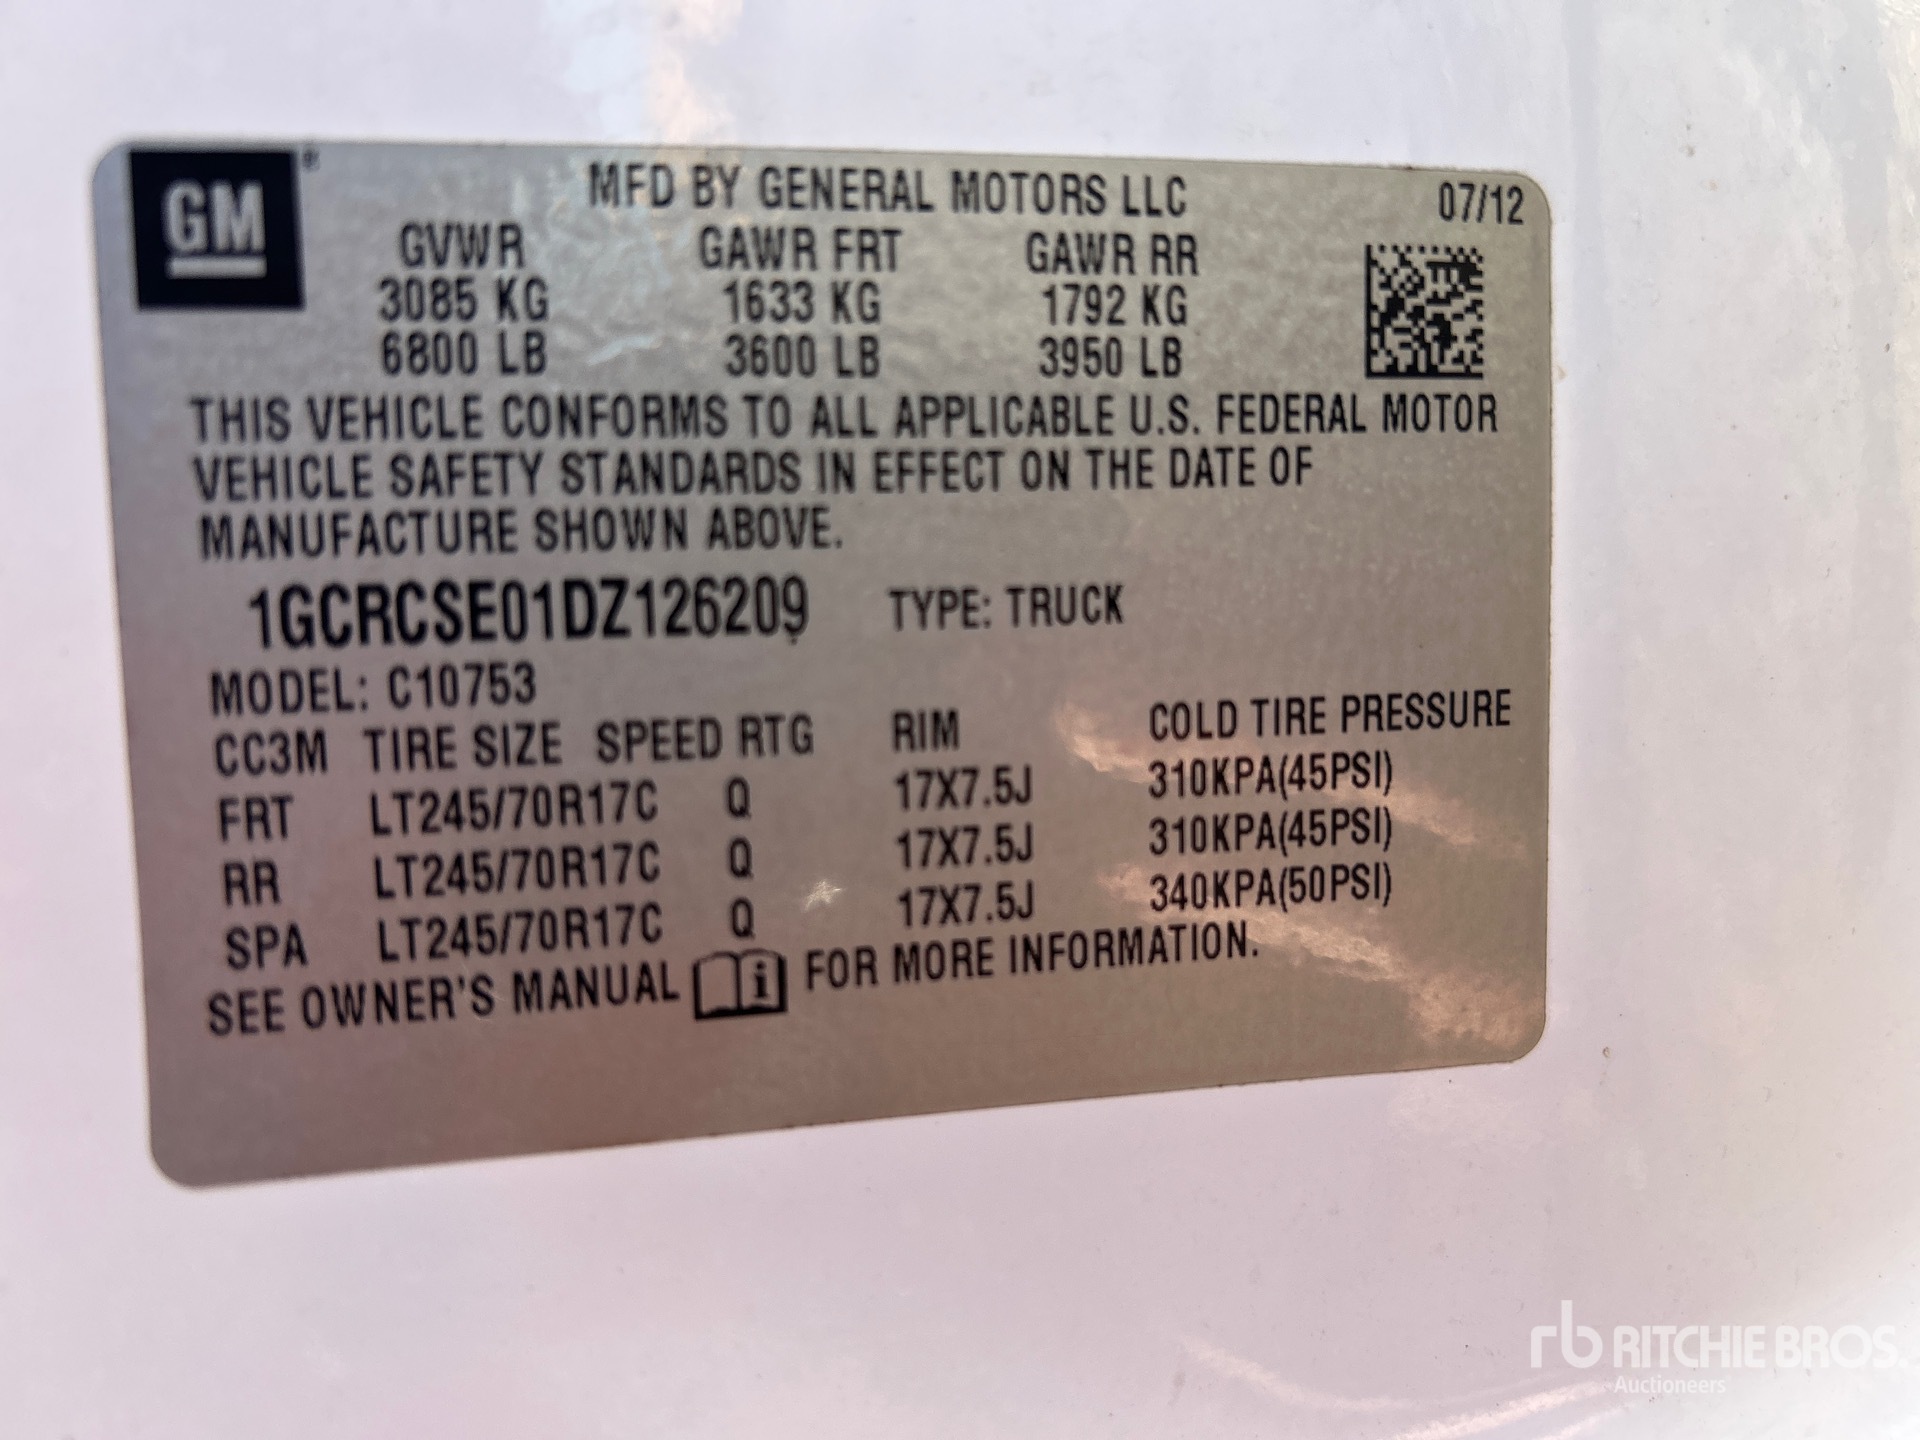 GM®
MFD BY GENERAL MOTORS LLC 07/12
GVWR GAWR FRT GAWR RR
3085 KG 1633 KG 1792 KG
6800 LB 3600 LB 3950 LB
THIS VEHICLE CONFORMS TO ALL APPLICABLE U.S. FEDERAL MOTOR
VEHICLE SAFETY STANDARDS IN EFFECT ON THE DATE OF
MANUFACTURE SHOWN ABOVE.
1GCRCSE01DZ126209 TYPE: TRUCK
MODEL: C10753
CC3M TIRE SIZE SPEED RTG RIM COLD TIRE PRESSURE
FRT LT245/70R17C Q 17X7.5J 310KPA(45PSI)
RR LT245/70R17C Q 17X7.5J 310KPA(45PSI)
SPA LT245/70R17C Q 17X7.5J 340KPA(50PSI)
SEE OWNER'S MANUAL i FOR MORE INFORMATION.
rb RITCHIE BROS.
Auctioneers